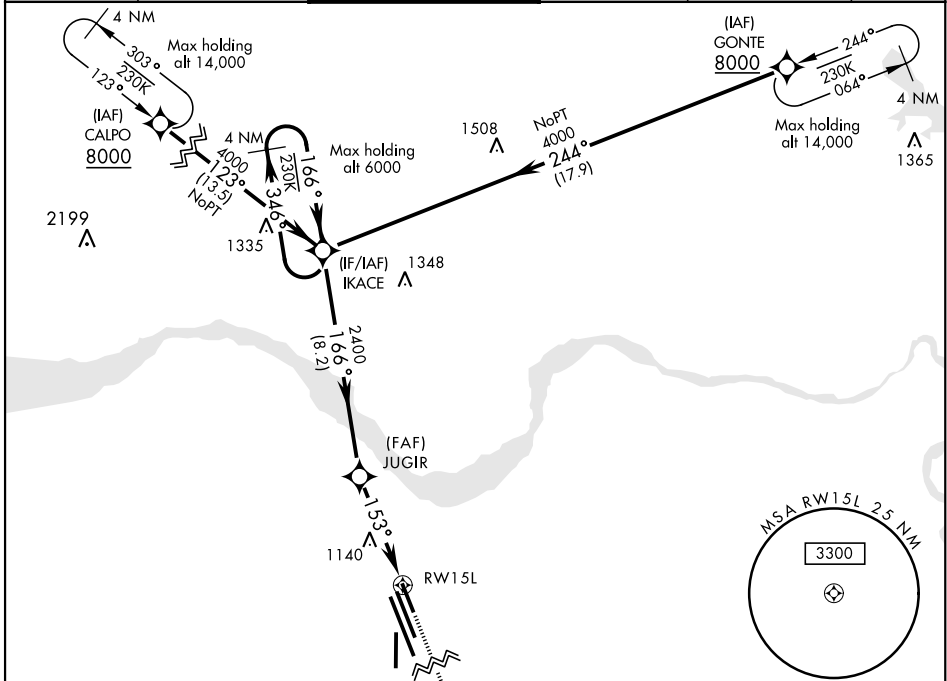 4 NM
303°
230K
123°
Max holding
alt 14,000
(IAF)
CALPO
8000
4000
123°
(13.5)
NoPT
4 NM
166°
230K
346°
Max holding
alt 6000
1508
NoPT
4000
244°
(17.9)
(IAF)
GONTE
8000
244°
230K
064°
4 NM
Max holding
alt 14,000
1365
2199
1335
(IF/IAF)
IKACE
1348
2400
166°
(8.2)
(FAF)
JUGIR
153°
1140
RW15L
MSA RW15L 25 NM
3300